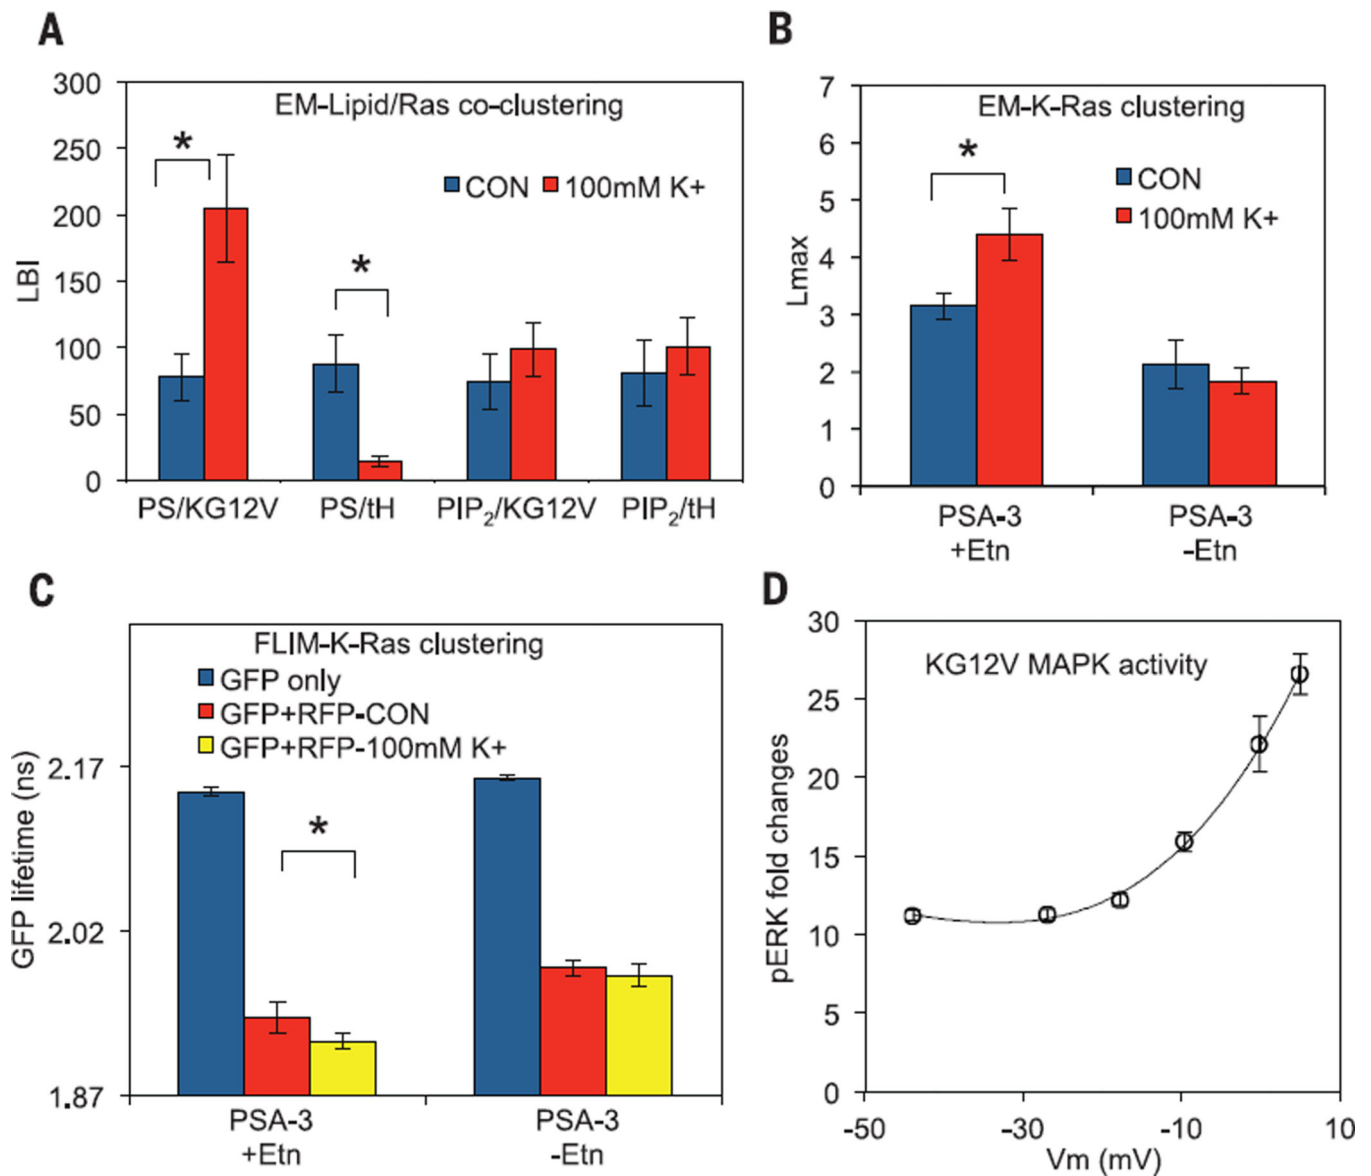 A
EM-Lipid/Ras co-clustering
CON 100mM K+
LBI
300
250
200
150
100
50
0
*
*
PS/KG12V PS/tH PIP₂/KG12V PIP₂/tH
B
EM-K-Ras clustering
CON
100mM K+
Lmax
7
6
5
4
3
2
1
0
*
PSA-3 PSA-3
+Etn -Etn
C
FLIM-K-Ras clustering
GFP only
GFP+RFP-CON
GFP+RFP-100mM K+
GFP lifetime (ns)
2.17
2.02
1.87
*
PSA-3 PSA-3
+Etn -Etn
D
KG12V MAPK activity
pERK fold changes
30
25
20
15
10
5
0
-50 -30 -10 10
Vm (mV)